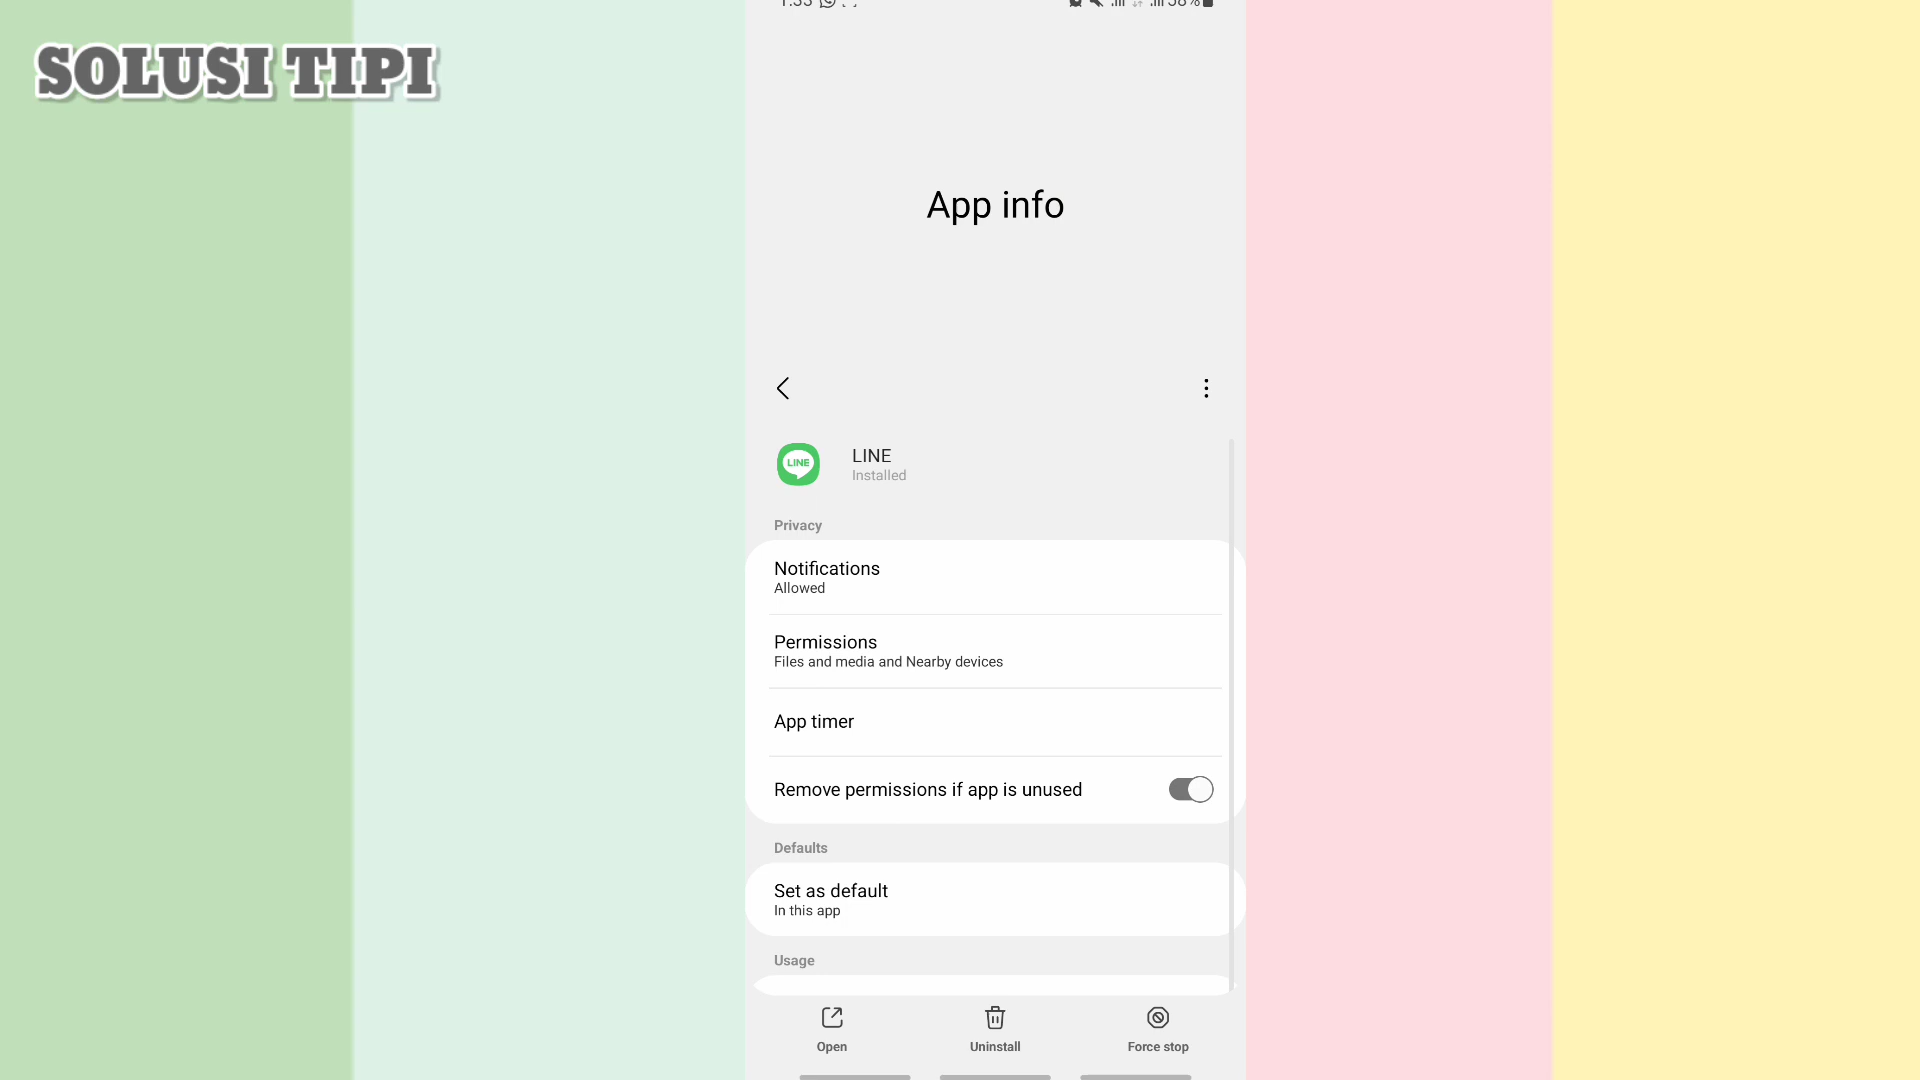 SOLUSI TIPI
App info
LINE
LINE
Installed
Privacy
Notifications
Allowed
Permissions
Files and media and Nearby devices
App timer
Remove permissions if app is unused
Defaults
Set as default
In this app
Usage
Open
Uninstall
Force stop